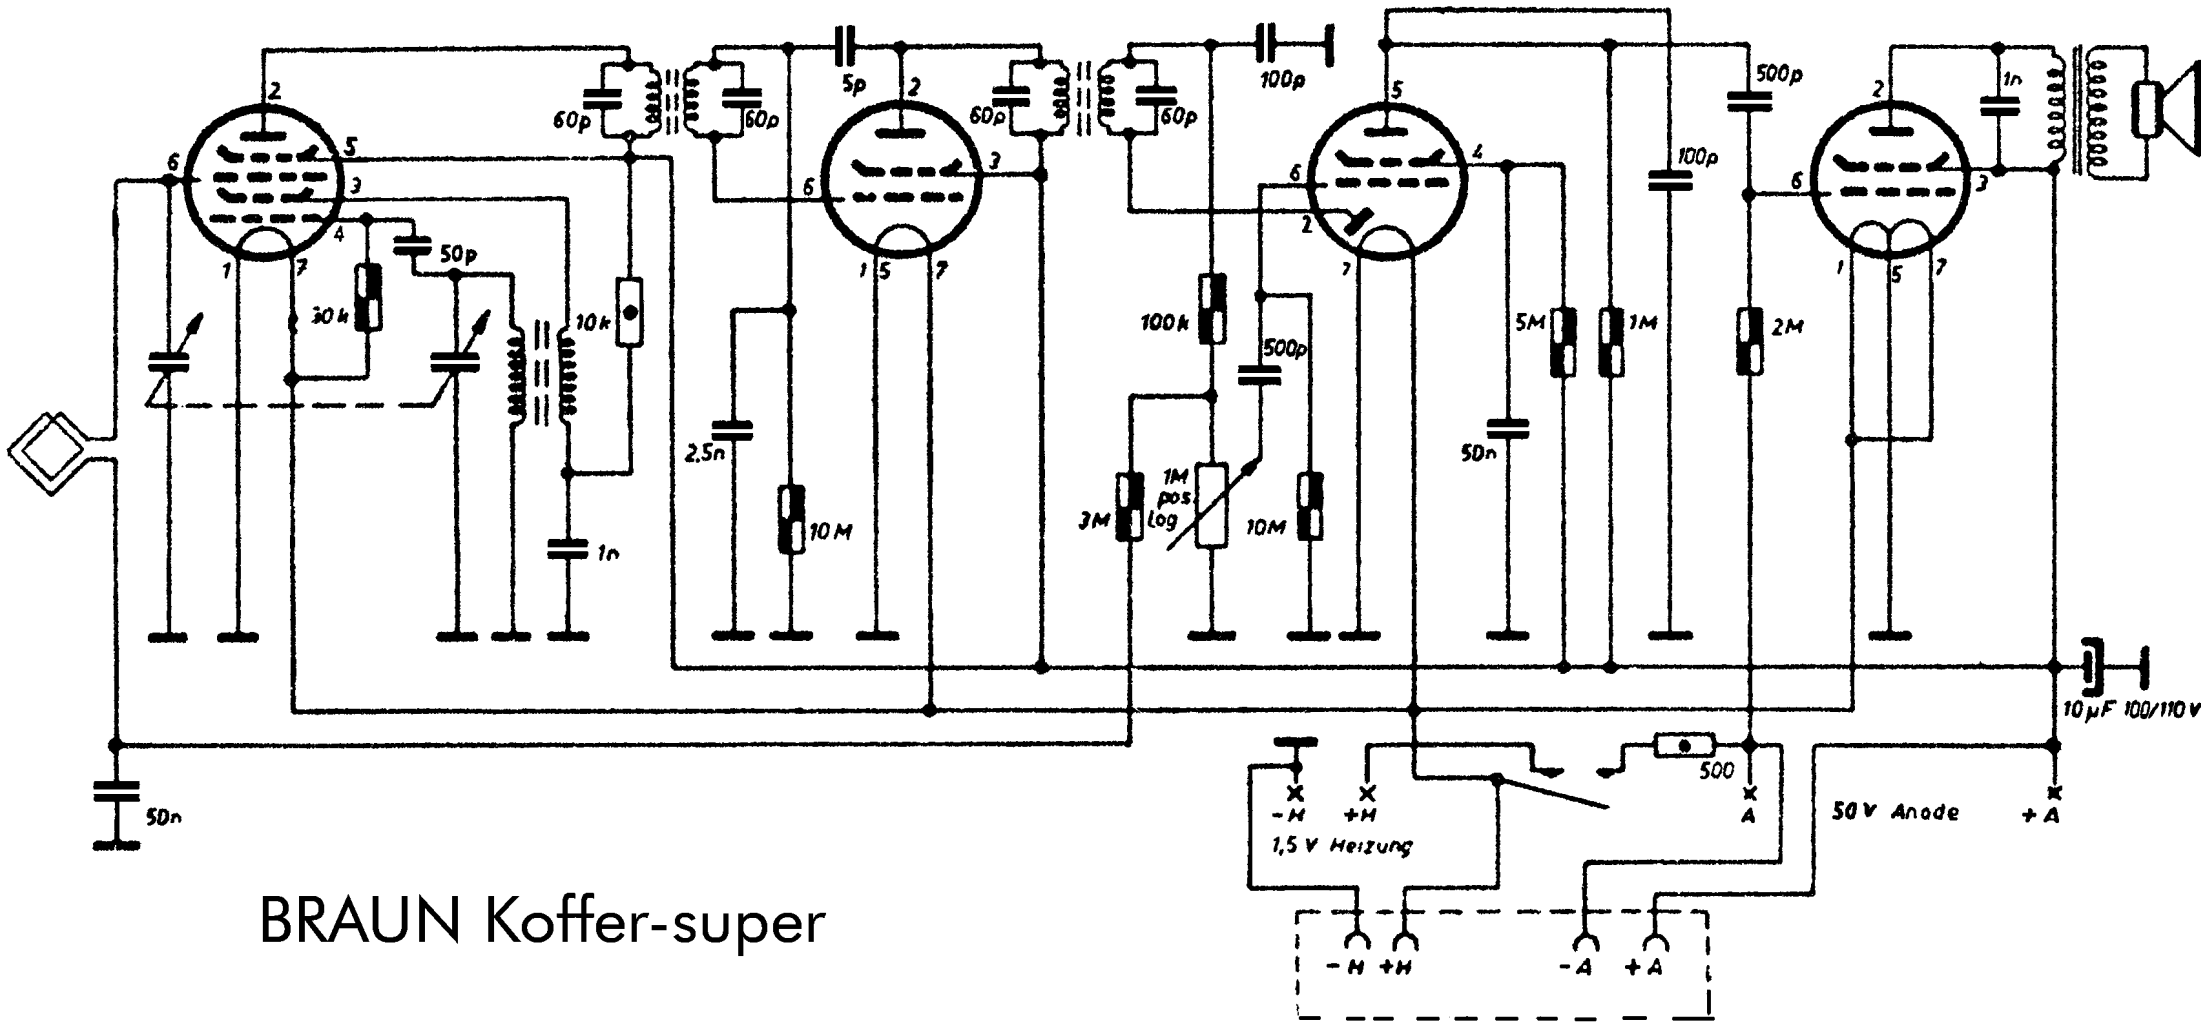 2
5p
2
5
500p
2
1n
60p
60p
60p
60p
100p
6
5
3
4
1
7
3
6
1
5
7
6
4
2
7
100p
6
3
1
5
7
50p
30k
10k
100k
500p
5M
1M
2M
2,5n
10M
3M
1M
pos.
log
10M
50n
1n
10µF 100/110V
50n
-H
+H
1,5 V Heizung
500
A
50 V Anode
+A
BRAUN Koffer-super
-H
+H
-A
+A